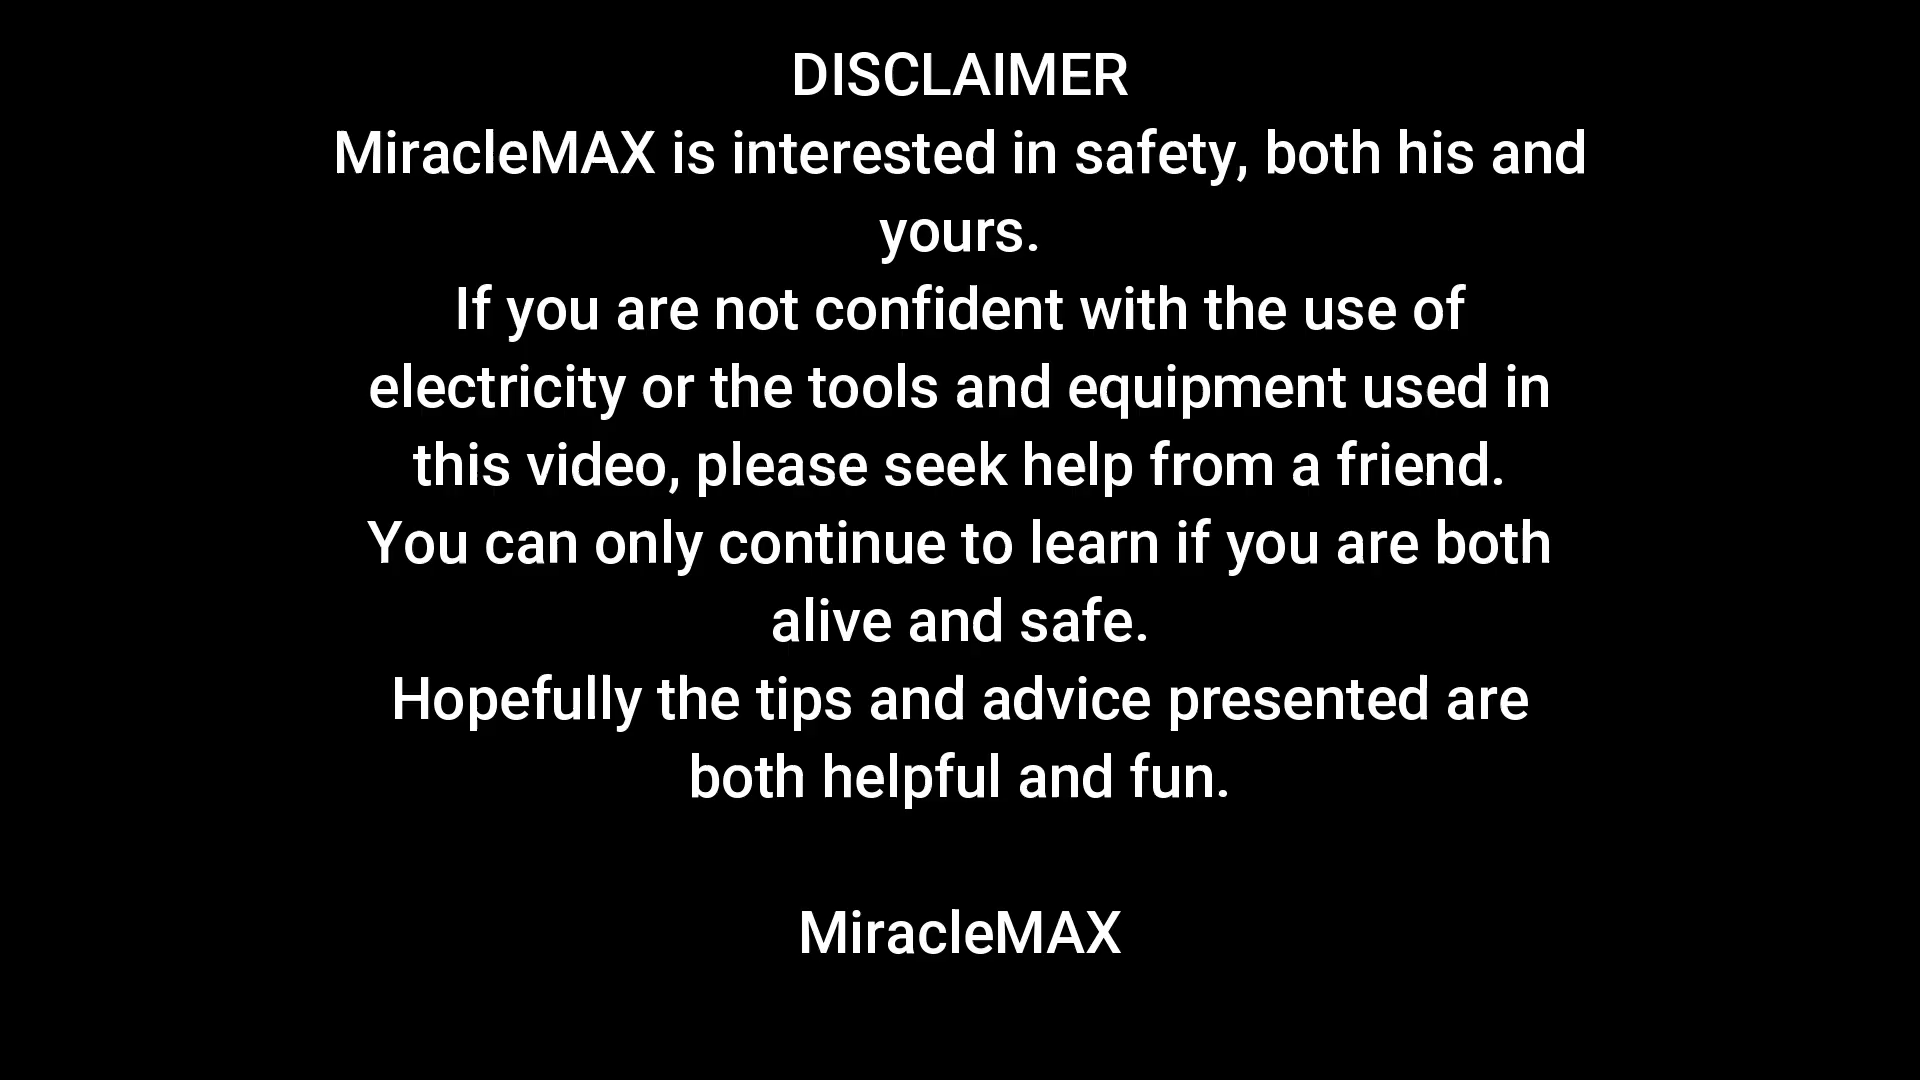 DISCLAIMER
MiracleMAX is interested in safety, both his and
yours.
If you are not confident with the use of
electricity or the tools and equipment used in
this video, please seek help from a friend.
You can only continue to learn if you are both
alive and safe.
Hopefully the tips and advice presented are
both helpful and fun.
MiracleMAX